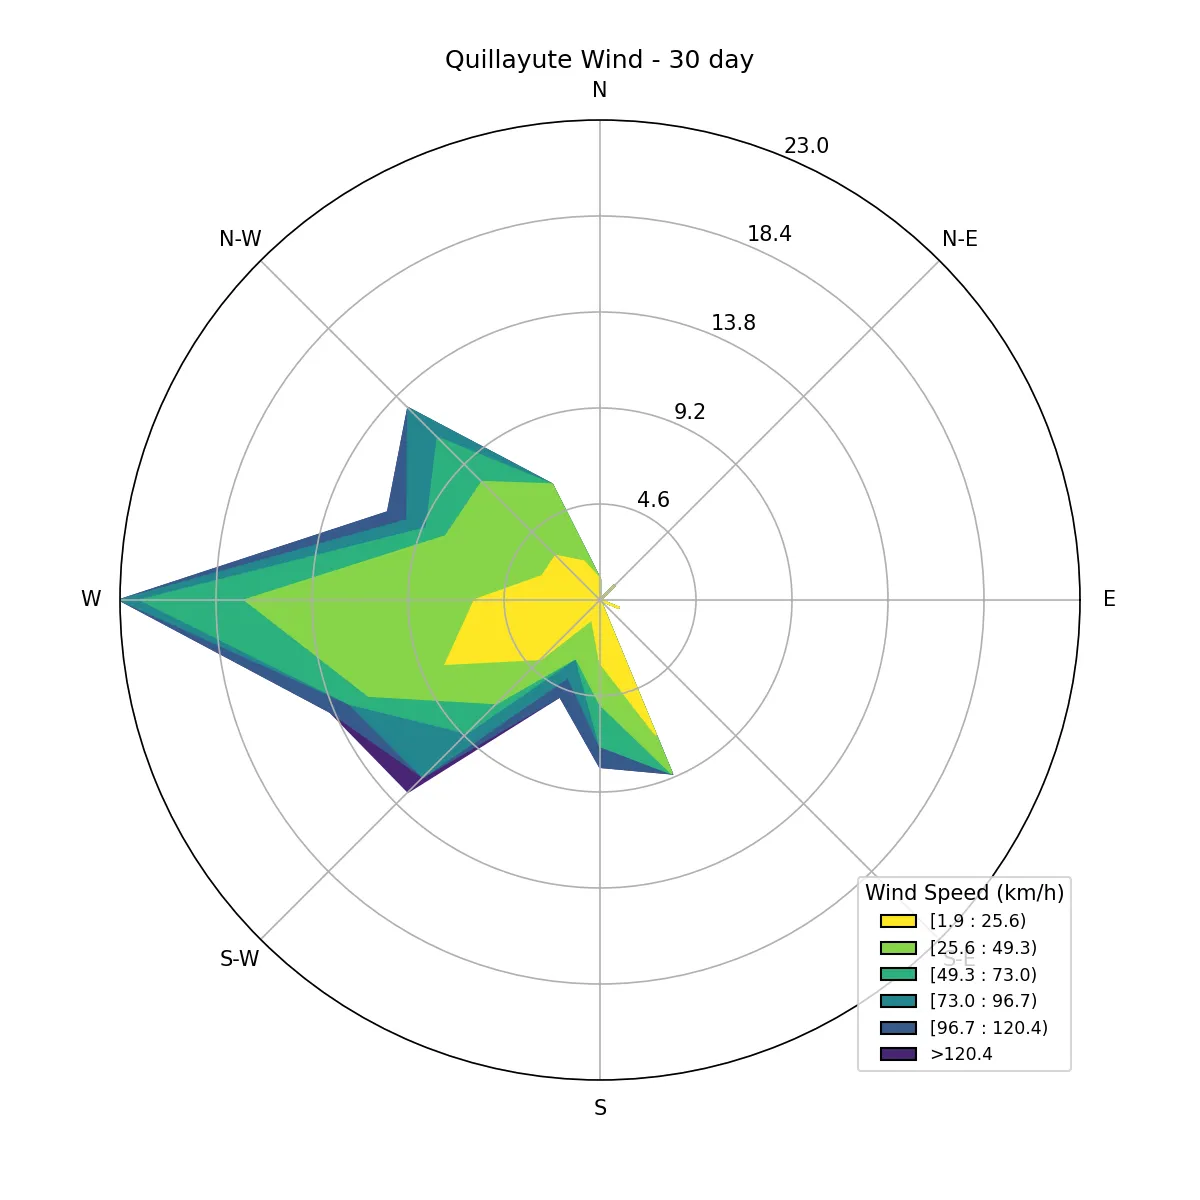 Quillayute Wind - 30 day
N
23.0
18.4
N-W
N-E
13.8
9.2
4.6
W
E
S-W
S-E
S
Wind Speed (km/h)
[1.9 : 25.6)
[25.6 : 49.3)
[49.3 : 73.0)
[73.0 : 96.7)
[96.7 : 120.4)
>120.4